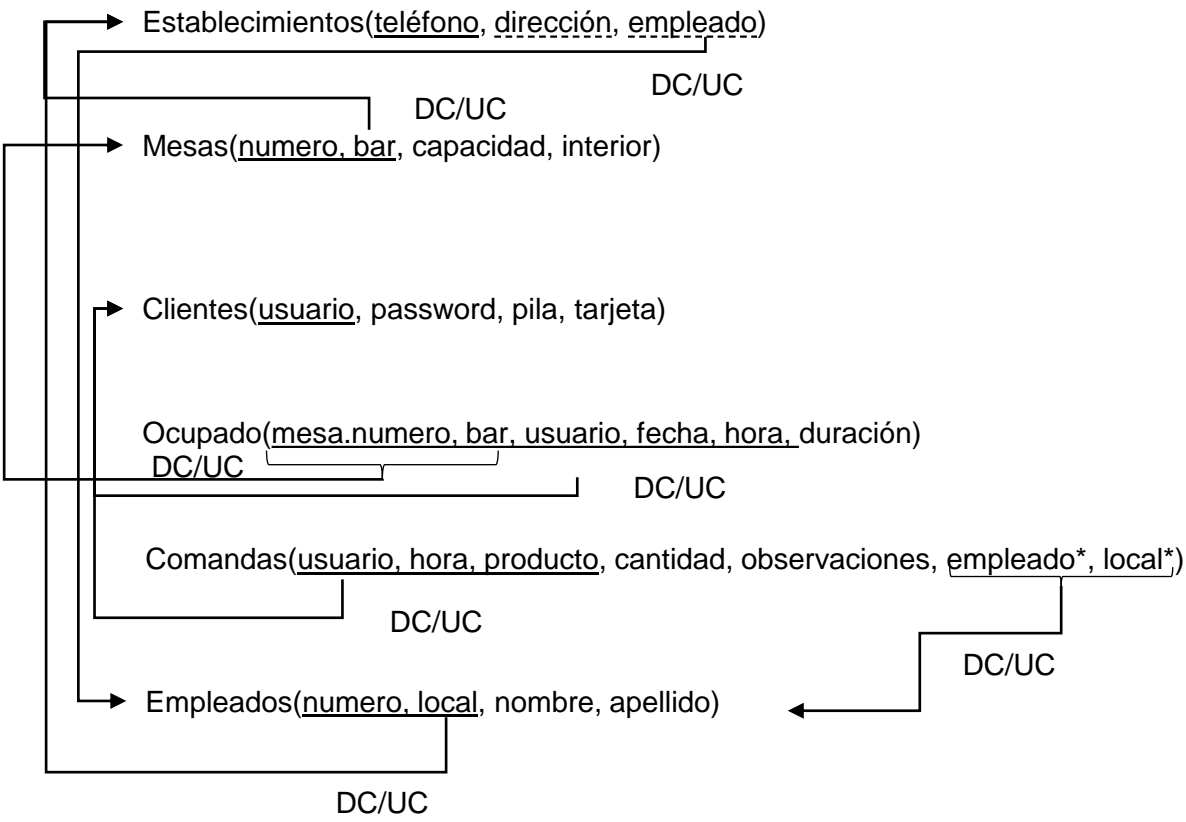 Establecimientos(teléfono, dirección, empleado)
DC/UC
DC/UC
Mesas(numero, bar, capacidad, interior)
Clientes(usuario, password, pila, tarjeta)
Ocupado(mesa.numero, bar, usuario, fecha, hora, duración)
DC/UC
DC/UC
Comandas(usuario, hora, producto, cantidad, observaciones, empleado*, local*)
DC/UC
DC/UC
Empleados(numero, local, nombre, apellido)
DC/UC